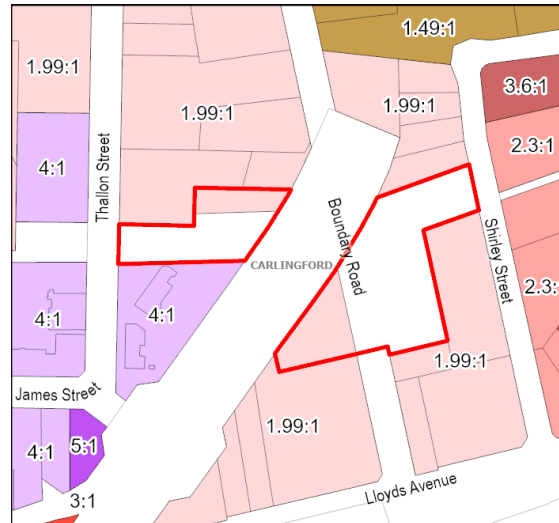 1.49:1
1.99:1
1.99:1
1.99:1
3.6:1
2.3:1
4:1
Thallon Street
Boundary Road
Shirley Street
CARLINGFORD
2.3:1
4:1
4:1
1.99:1
James Street
1.99:1
4:1
5:1
3:1
Lloyds Avenue